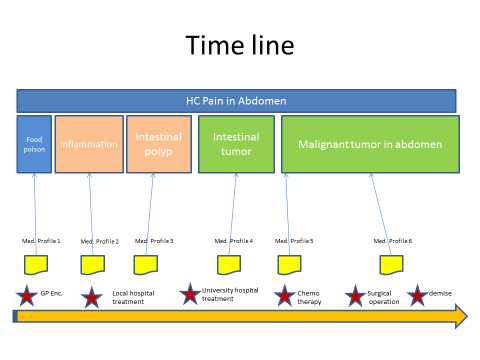 Time line
HC Pain in Abdomen
Food
poison
Inflammation
Intestinal
polyp
Intestinal
tumor
Malignant tumor in abdomen
Med. Profile 1
Med. Profile 2
Med. Profile 3
Med. Profile 4
Med. Profile 5
Med. Profile 6
GP Enc.
Local hospital
treatment
University hospital
treatment
Chemo
therapy
Surgical
operation
demise